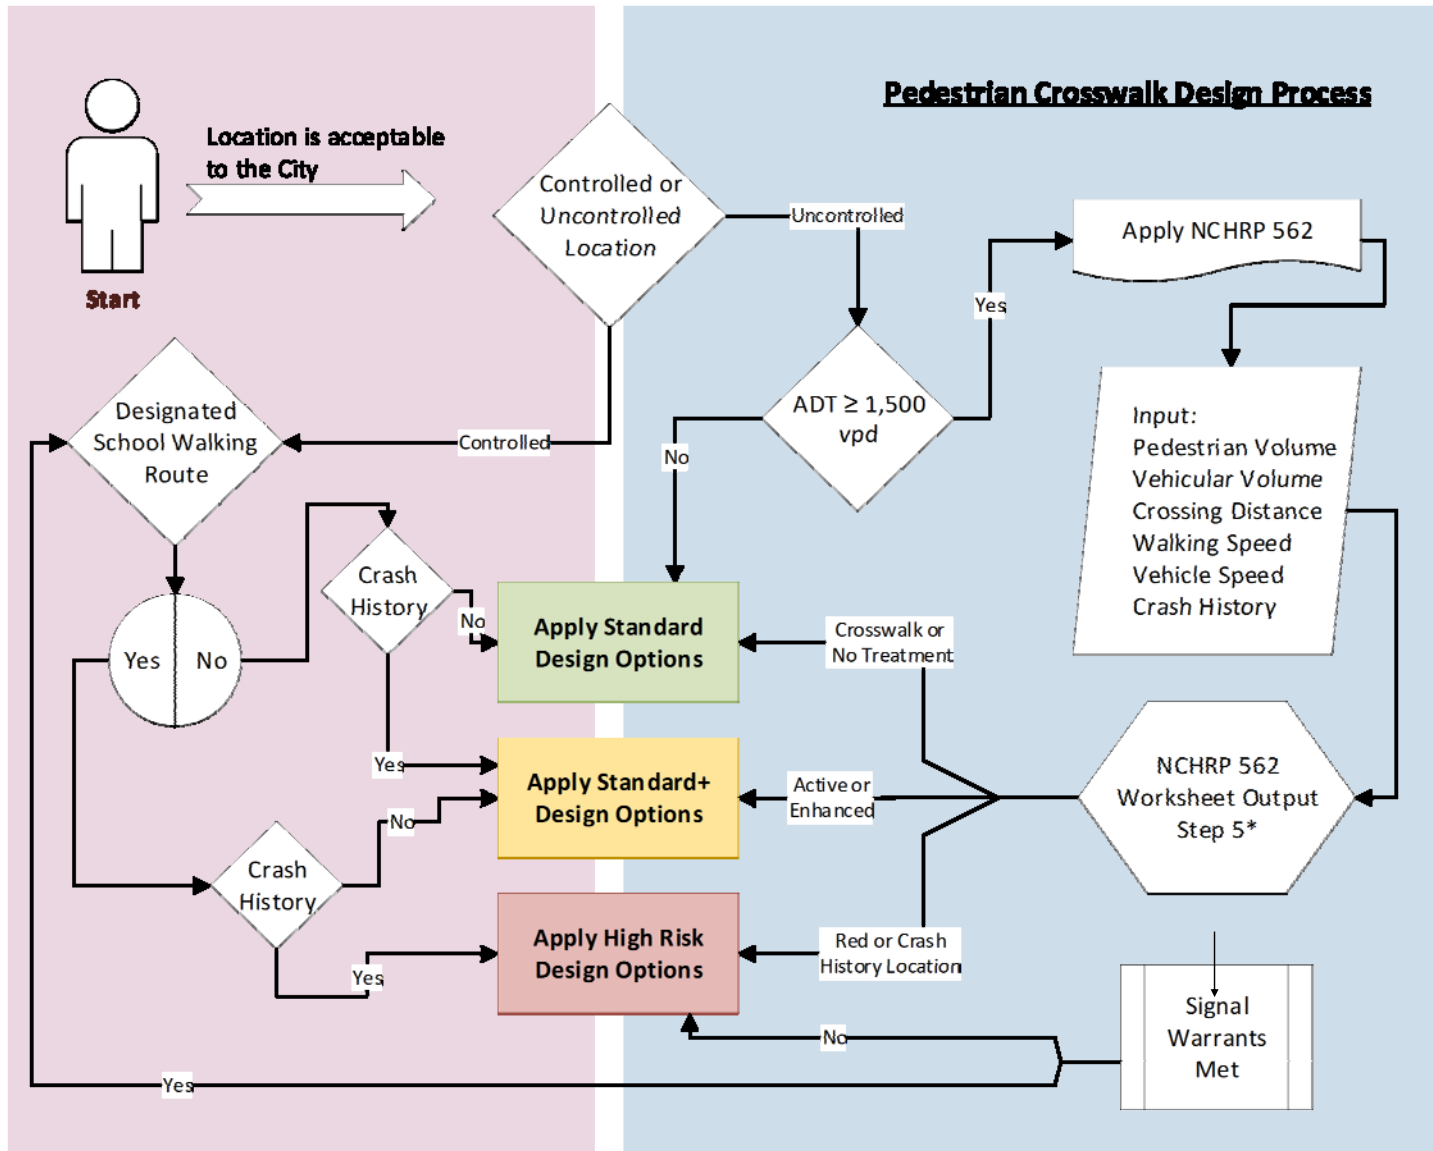 Pedestrian Crosswalk Design Process
Location is acceptable
to the City
Start
Controlled or
Uncontrolled
Location
Uncontrolled
Apply NCHRP 562
Yes
ADT ≥ 1,500
vpd
No
Input:
Pedestrian Volume
Vehicular Volume
Crossing Distance
Walking Speed
Vehicle Speed
Crash History
Controlled
Designated
School Walking
Route
Yes
No
Crash
History
No
Yes
Apply Standard
Design Options
Crosswalk or
No Treatment
Apply Standard+
Design Options
Active or
Enhanced
NCHRP 562
Worksheet Output
Step 5*
No
Crash
History
Yes
Apply High Risk
Design Options
Red or Crash
History Location
Signal
Warrants
Met
No
Yes